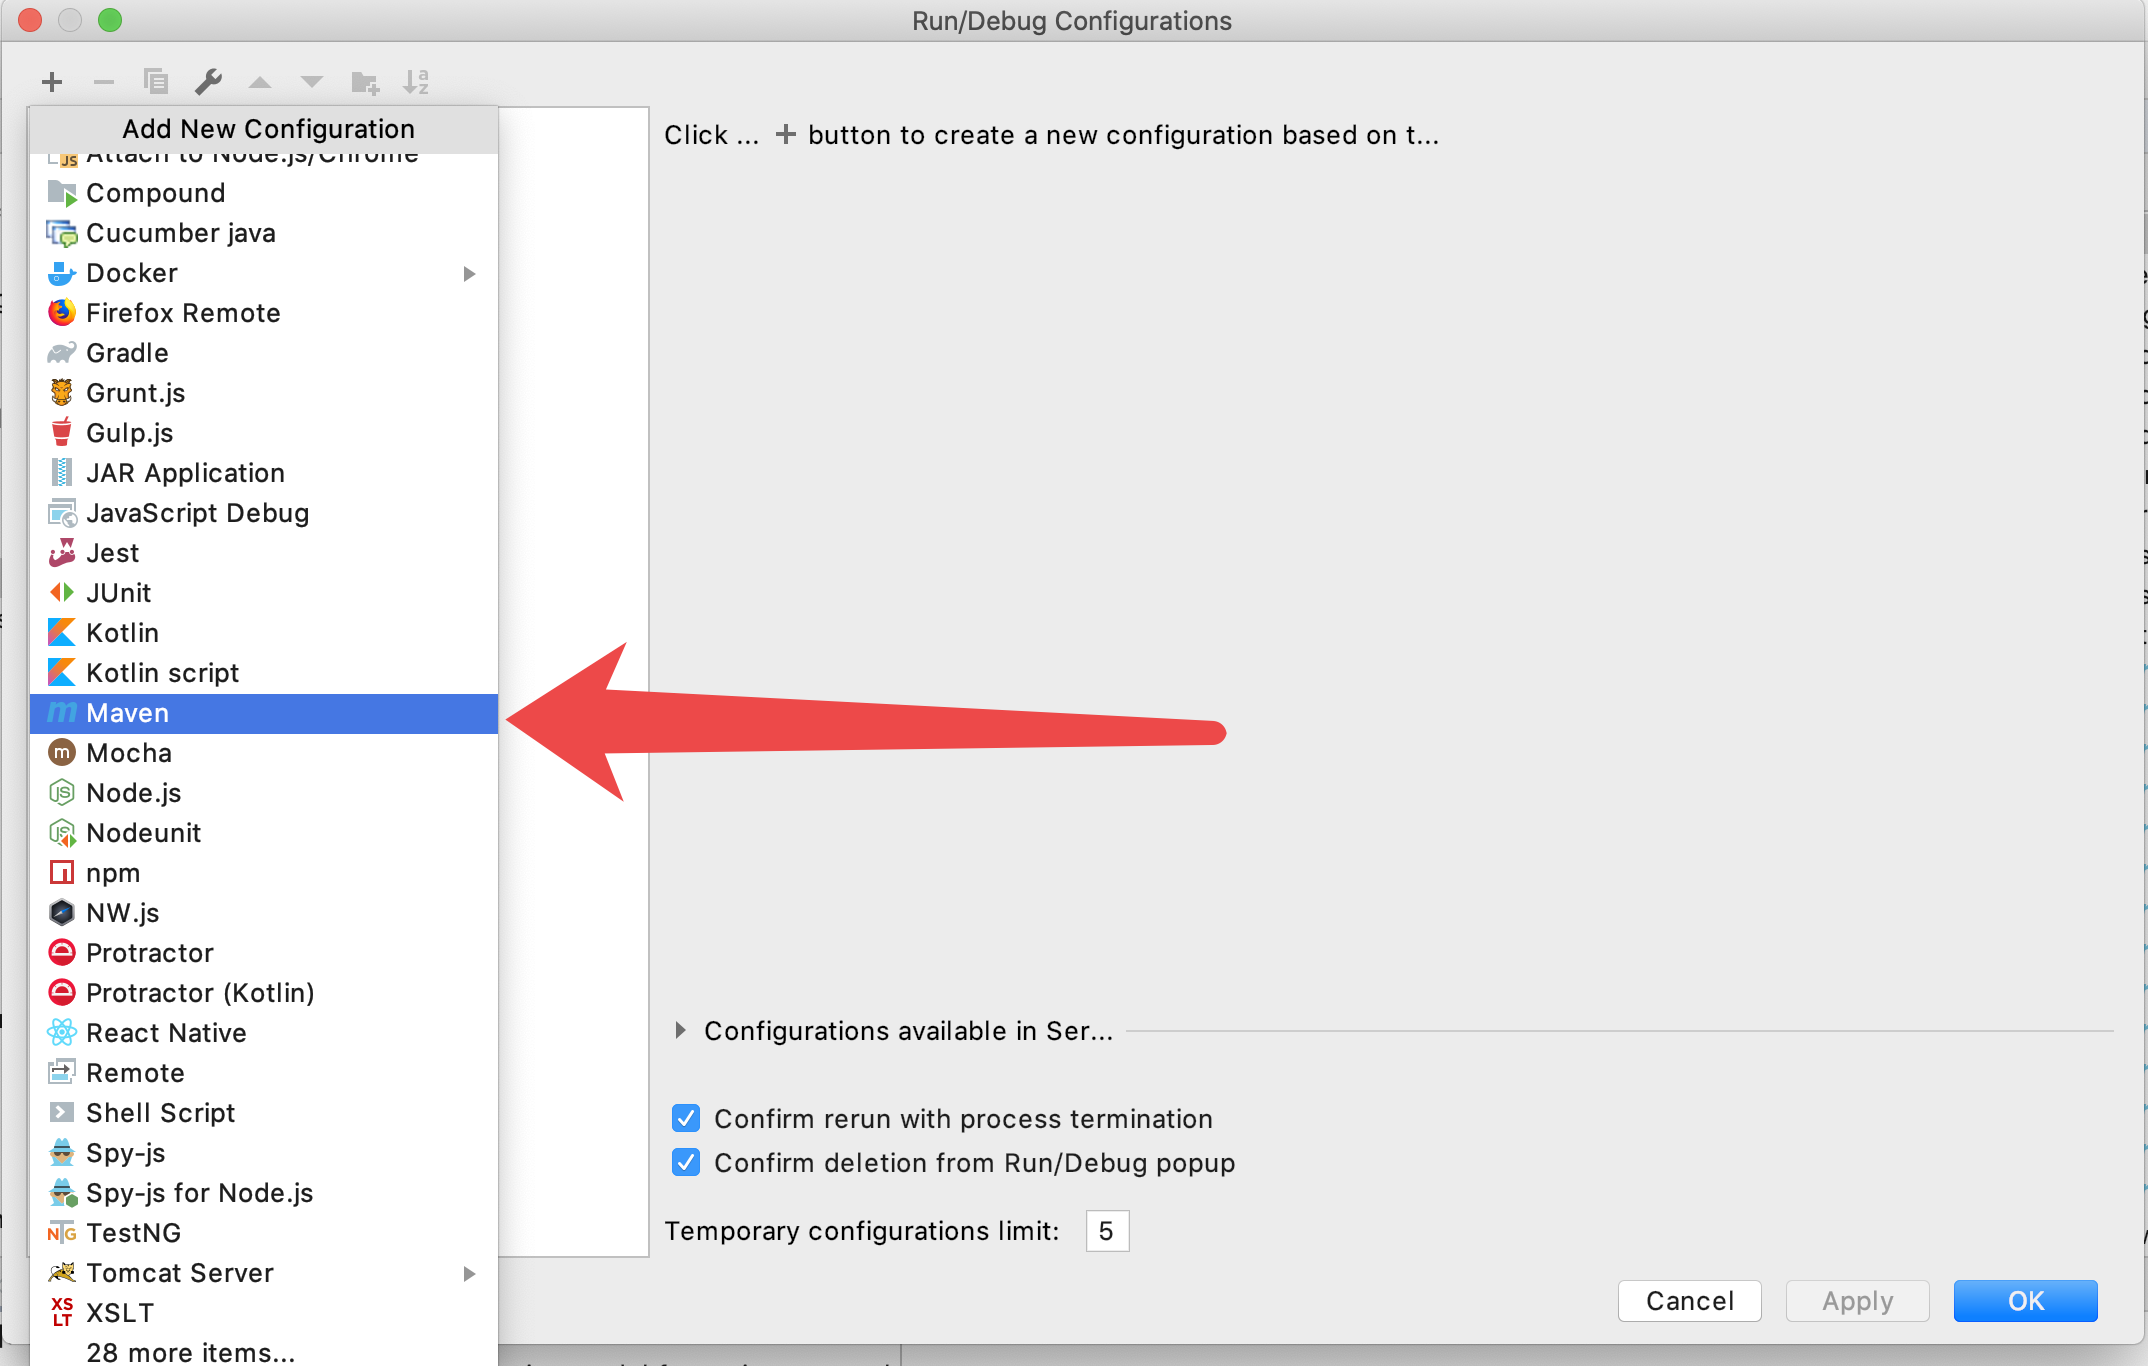 Run/Debug Configurations
Add New Configuration
Attach to Node.js/Chrome
Compound
Cucumber java
Docker
Firefox Remote
Gradle
Grunt.js
Gulp.js
JAR Application
JavaScript Debug
Jest
JUnit
Kotlin
Kotlin script
Maven
Mocha
Node.js
Nodeunit
npm
NW.js
Protractor
Protractor (Kotlin)
React Native
Remote
Shell Script
Spy-js
Spy-js for Node.js
TestNG
Tomcat Server
XSLT
28 more items...
Click ... + button to create a new configuration based on t...
Configurations available in Ser...
Confirm rerun with process termination
Confirm deletion from Run/Debug popup
Temporary configurations limit: 5
Cancel Apply OK